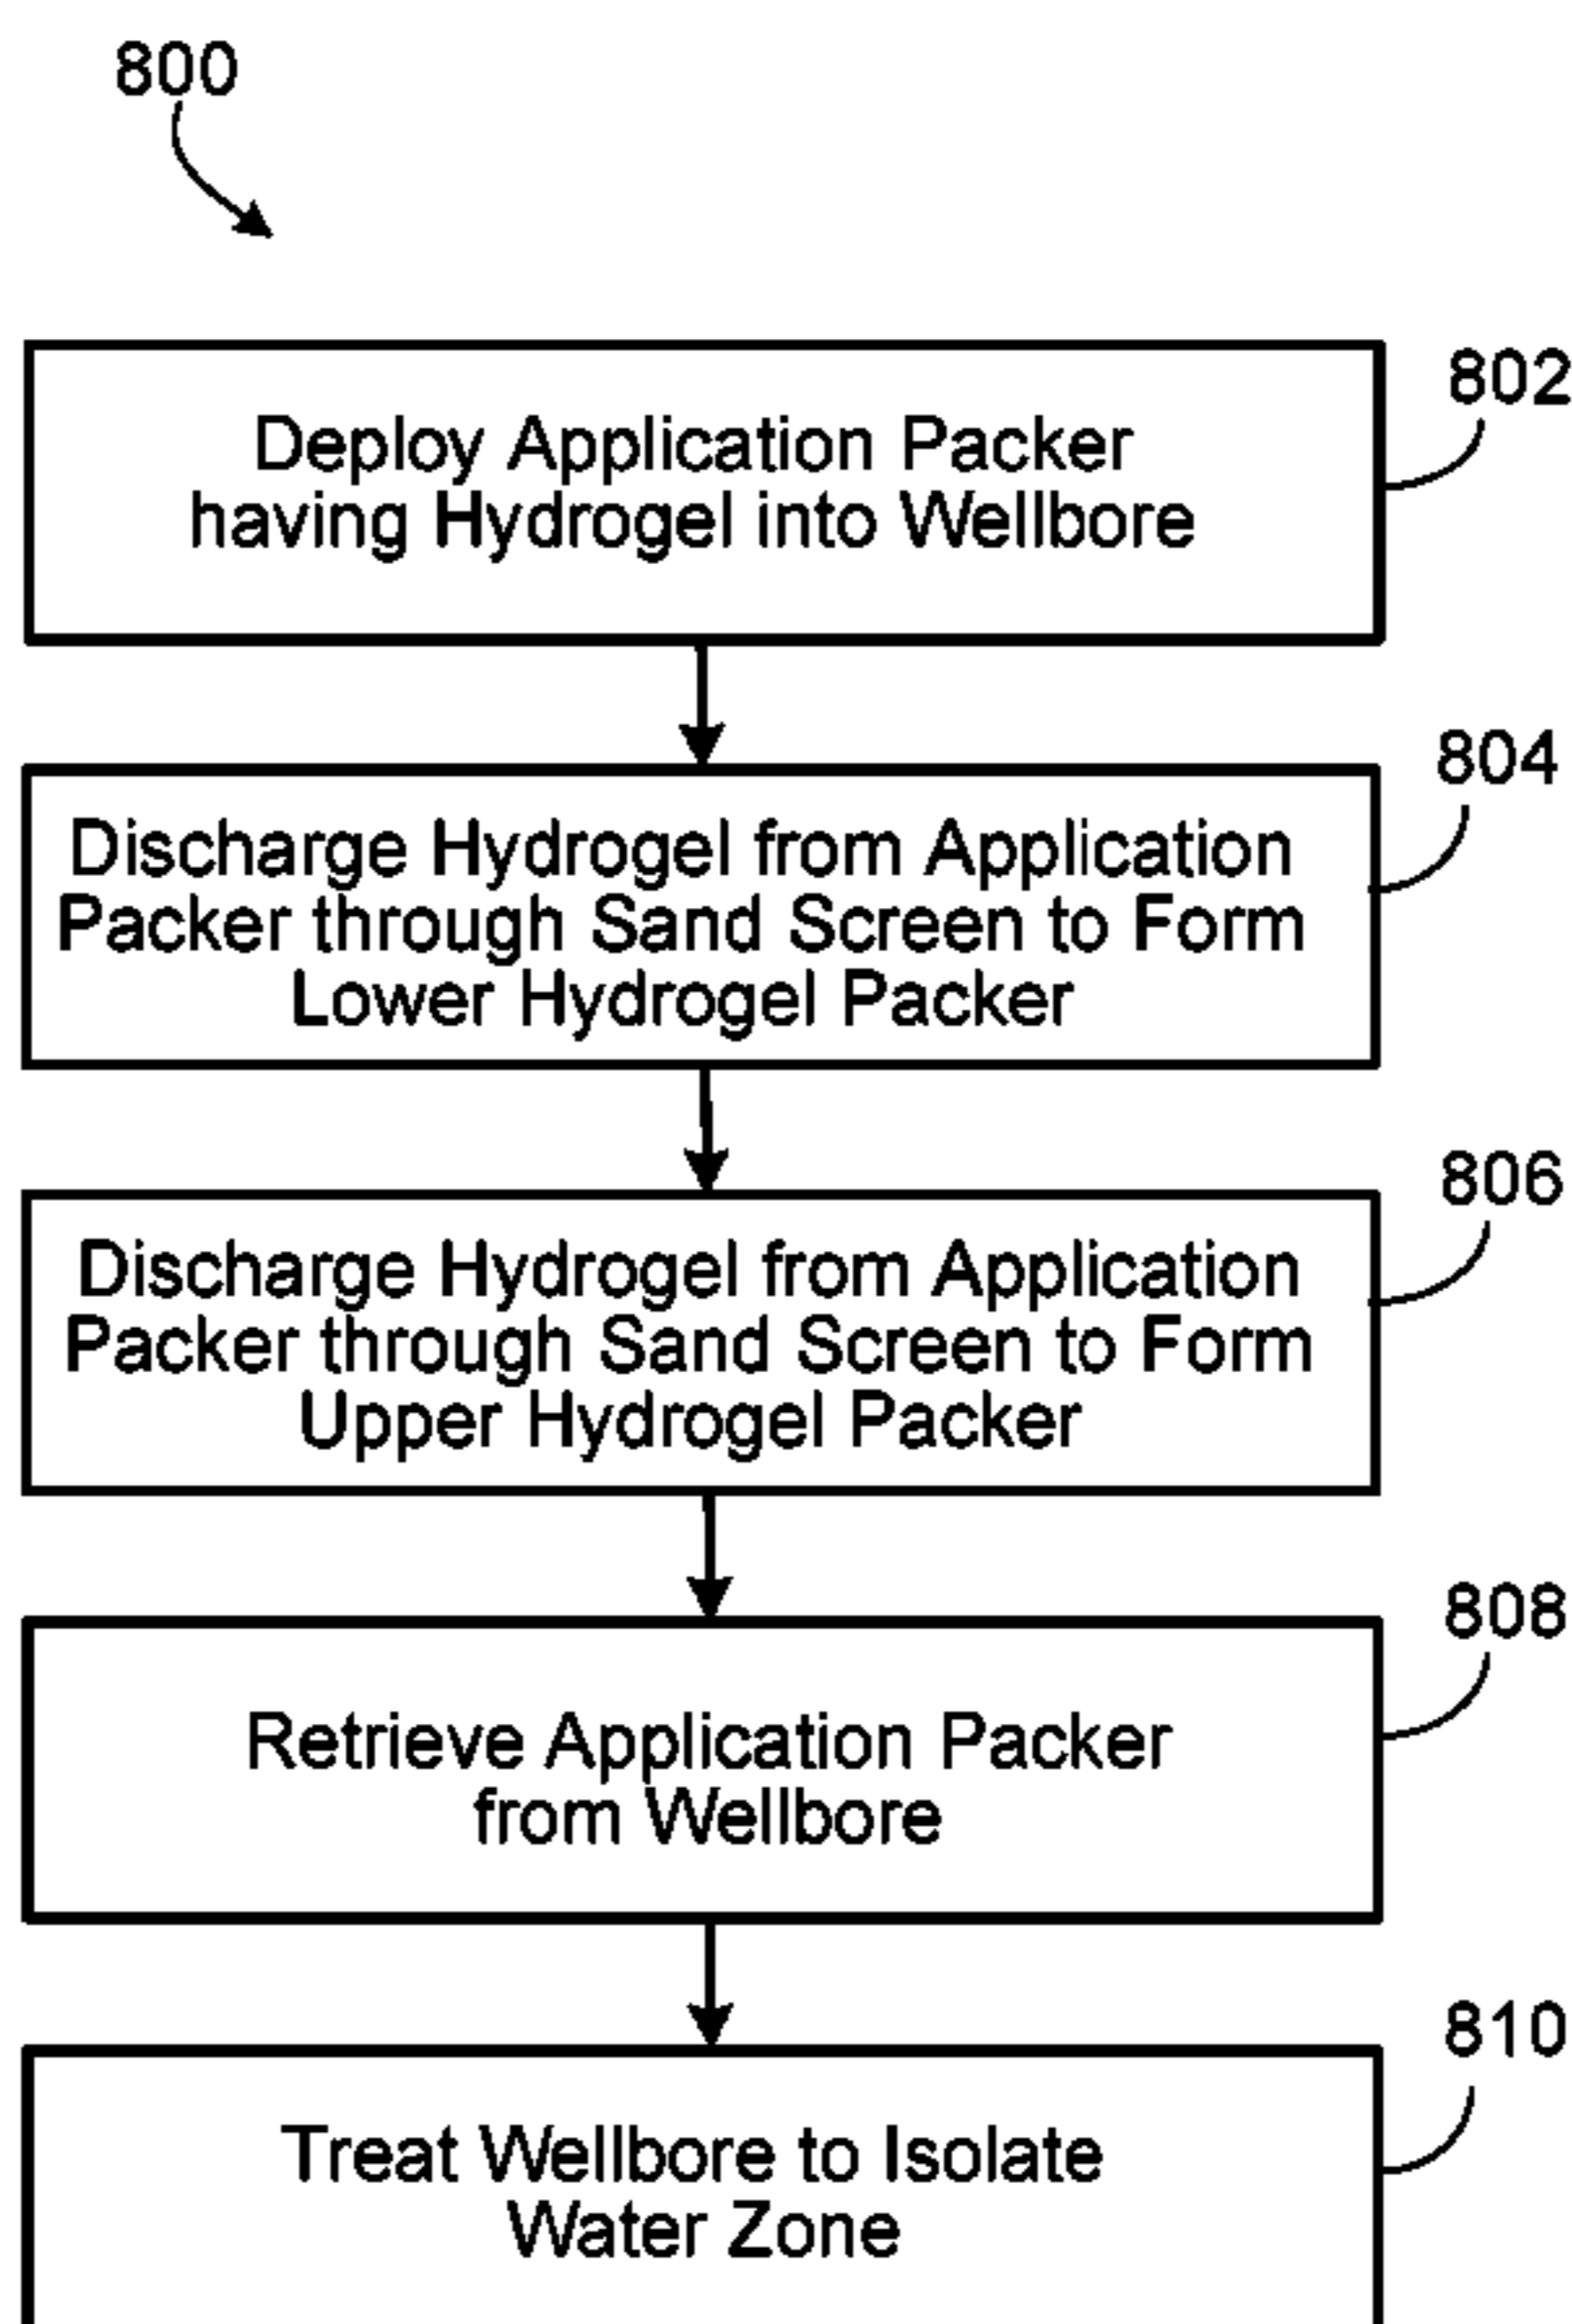 800
802
Deploy Application Packer
having Hydrogel into Wellbore
804
Discharge Hydrogel from Application
Packer through Sand Screen to Form
Lower Hydrogel Packer
806
Discharge Hydrogel from Application
Packer through Sand Screen to Form
Upper Hydrogel Packer
808
Retrieve Application Packer
from Wellbore
810
Treat Wellbore to Isolate
Water Zone